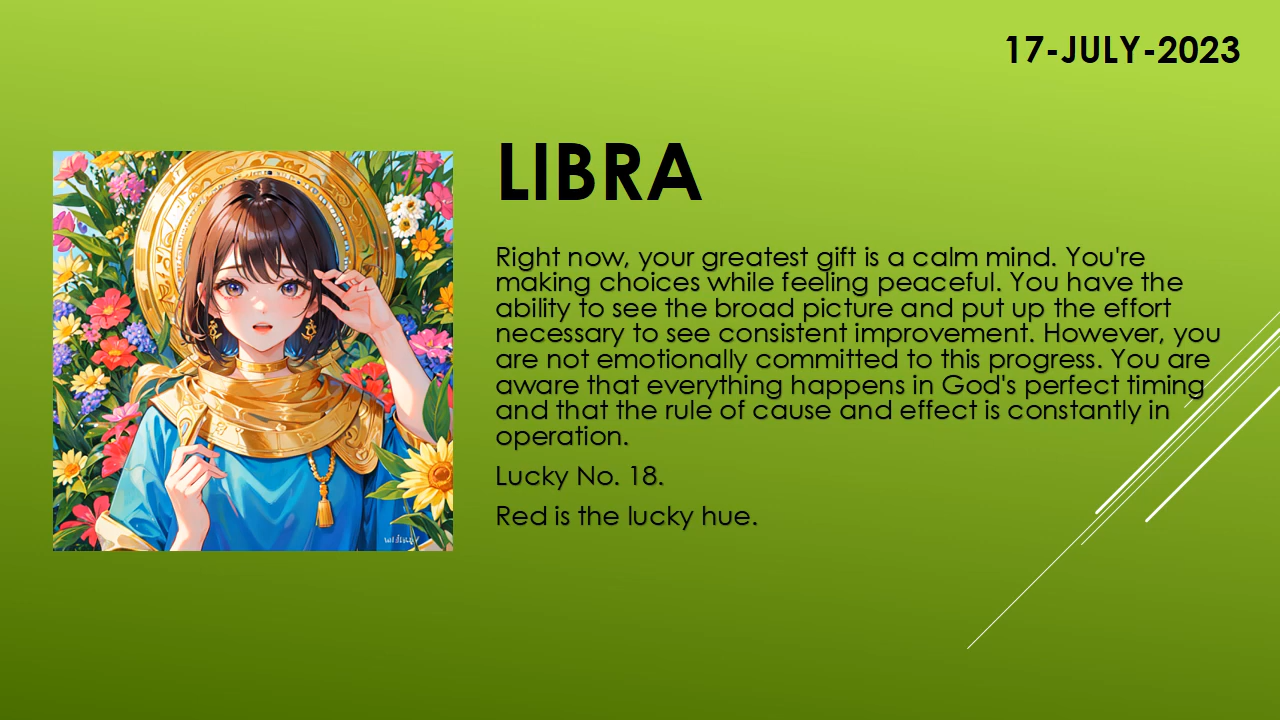 17-JULY-2023
LIBRA
Right now, your greatest gift is a calm mind. You're
making choices while feeling peaceful. You have the
ability to see the broad picture and put up the effort
necessary to see consistent improvement. However, you
are not emotionally committed to this progress. You are
aware that everything happens in God's perfect timing
and that the rule of cause and effect is constantly in
operation.
Lucky No. 18.
Red is the lucky hue.